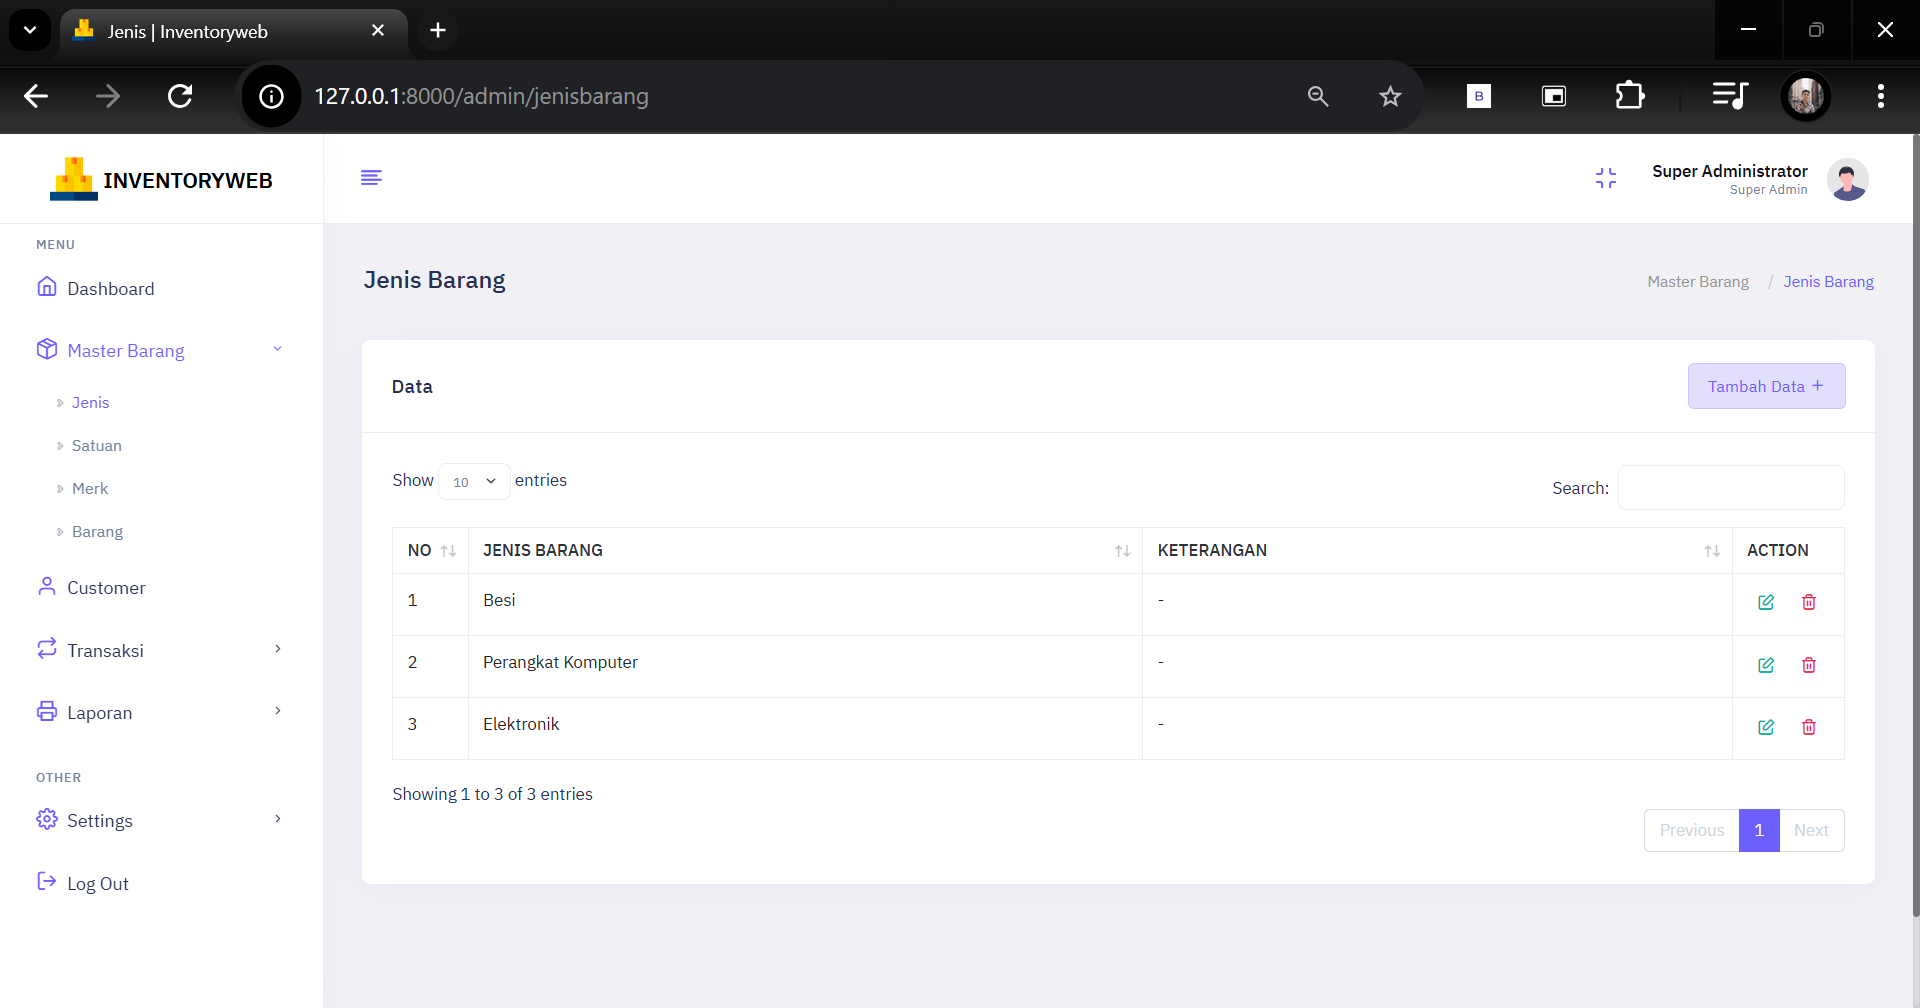 Jenis | Inventoryweb
127.0.0.1:8000/admin/jenisbarang
B
INVENTORYWEB
Super Administrator
Super Admin
MENU
Dashboard
Master Barang
Jenis
Satuan
Merk
Barang
Customer
Transaksi
Laporan
OTHER
Settings
Log Out
Jenis Barang
Master Barang / Jenis Barang
Data
Tambah Data +
Show 10 entries
Search:
NO JENIS BARANG KETERANGAN ACTION
1 Besi -
2 Perangkat Komputer -
3 Elektronik -
Showing 1 to 3 of 3 entries
Previous 1 Next